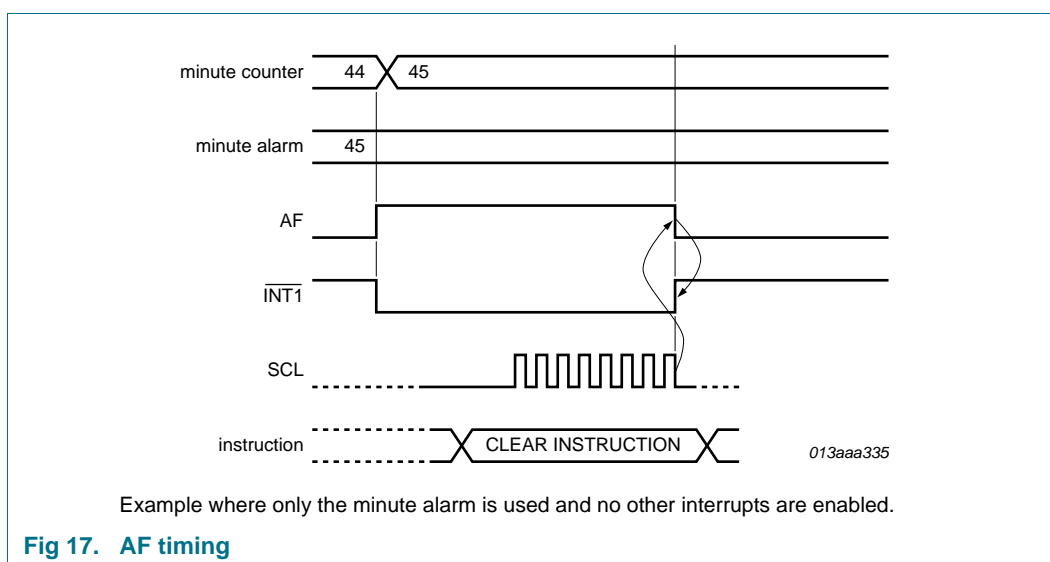 minute counter 44 45
minute alarm 45
AF
INT1
SCL
instruction CLEAR INSTRUCTION
013aaa335
Example where only the minute alarm is used and no other interrupts are enabled.
Fig 17. AF timing